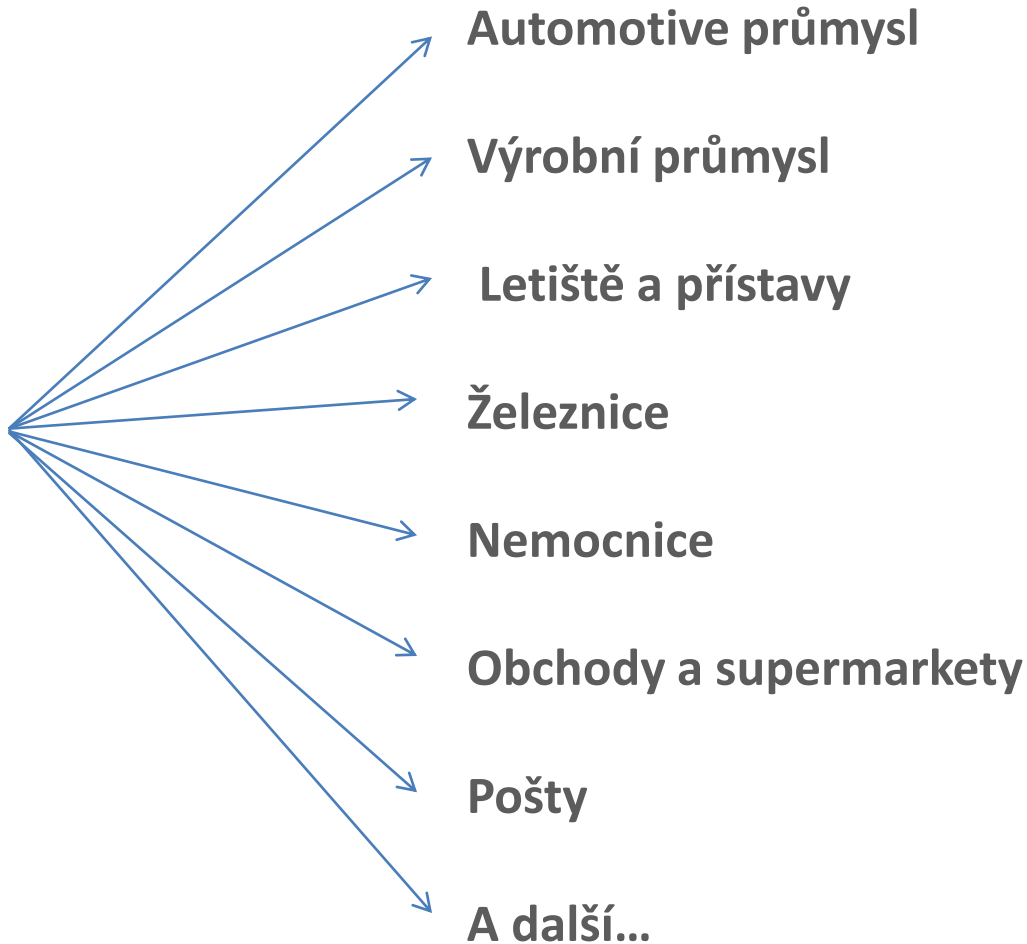 Automotive průmysl
Výrobní průmysl
Letiště a přístavy
Železnice
Nemocnice
Obchody a supermarkety
Pošty
A další…